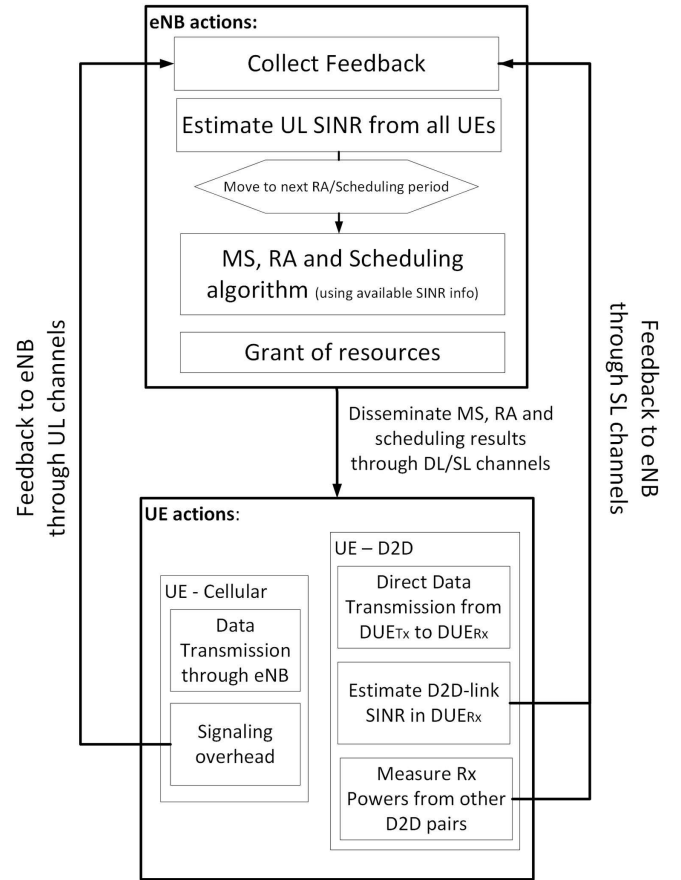 eNB actions:
Collect Feedback
Estimate UL SINR from all UEs
Move to next RA/Scheduling period
MS, RA and Scheduling
algorithm (using available SINR info)
Grant of resources
Feedback to eNB
through UL channels
Feedback to eNB
through SL channels
Disseminate MS, RA and
scheduling results
through DL/SL channels
UE actions:
UE - Cellular
Data
Transmission
through eNB
Signaling
overhead
UE – D2D
Direct Data
Transmission from
DUETx to DUERx
Estimate D2D-link
SINR in DUERx
Measure Rx
Powers from other
D2D pairs